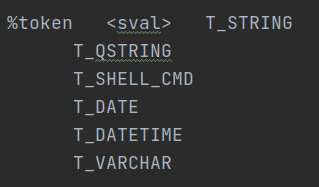 %token <sval> T_STRING
T_QSTRING
T_SHELL_CMD
T_DATE
T_DATETIME
T_VARCHAR